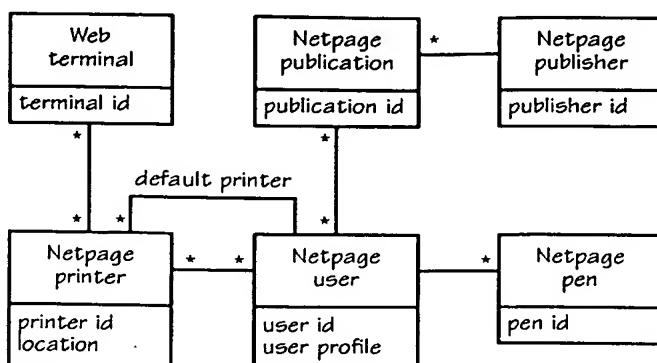 Web
terminal
terminal id
Netpage
publication
publication id
Netpage
publisher
publisher id
*
*
*
*
default printer
*
*
Netpage
printer
printer id
location
*
*
Netpage
user
user id
user profile
*
Netpage
pen
pen id